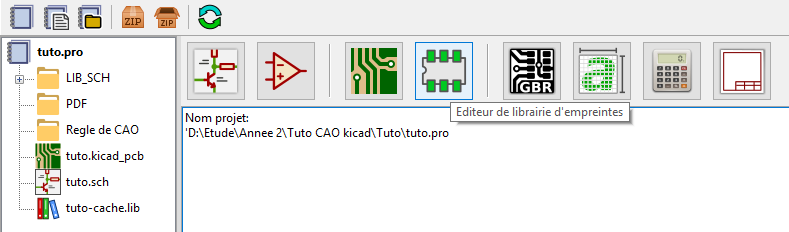 ZIP
ZIP
tuto.pro
LIB_SCH
PDF
Regle de CAO
tuto.kicad_pcb
tuto.sch
tuto-cache.lib
GBR
a
0.
Editeur de librairie d'empreintes
Nom projet:
'D:\Etude\Annee 2\Tuto CAO kicad\Tuto\tuto.pro